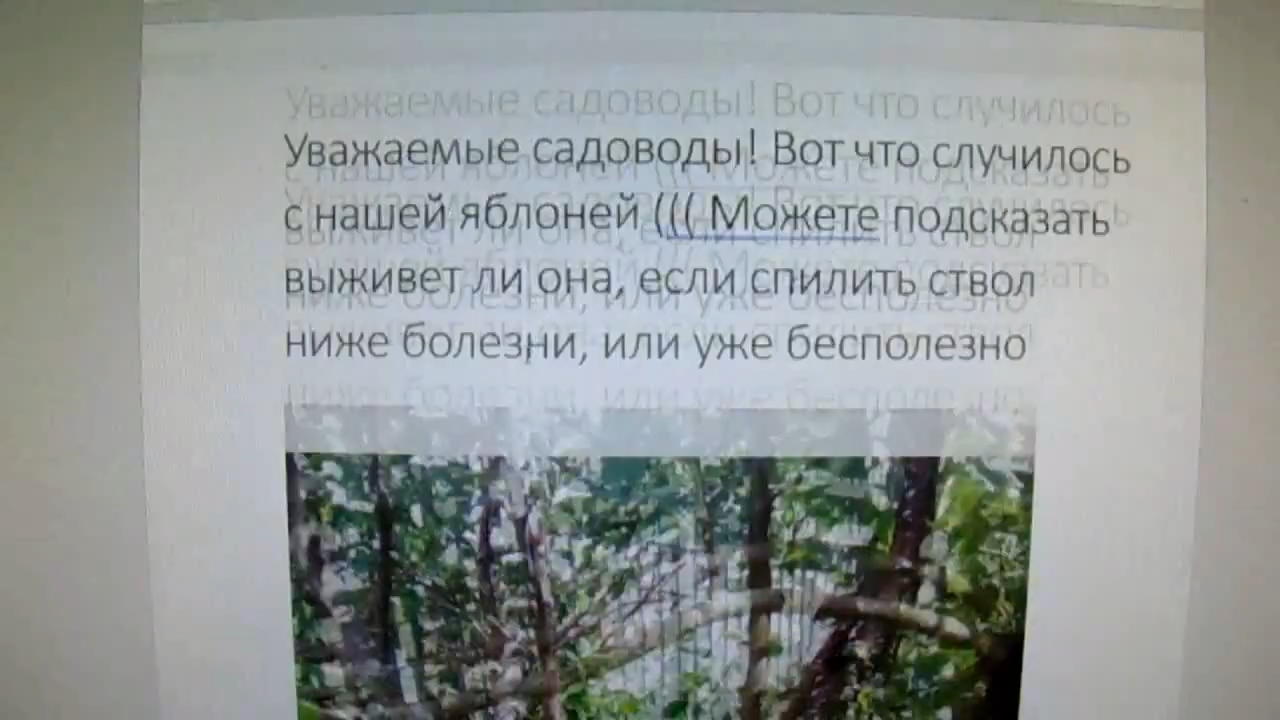 Уважаемые садоводы! Вот что случилось
с нашей яблоней ((( Можете подсказать
выживет ли она, если спилить ствол
ниже болезни, или уже бесполезно